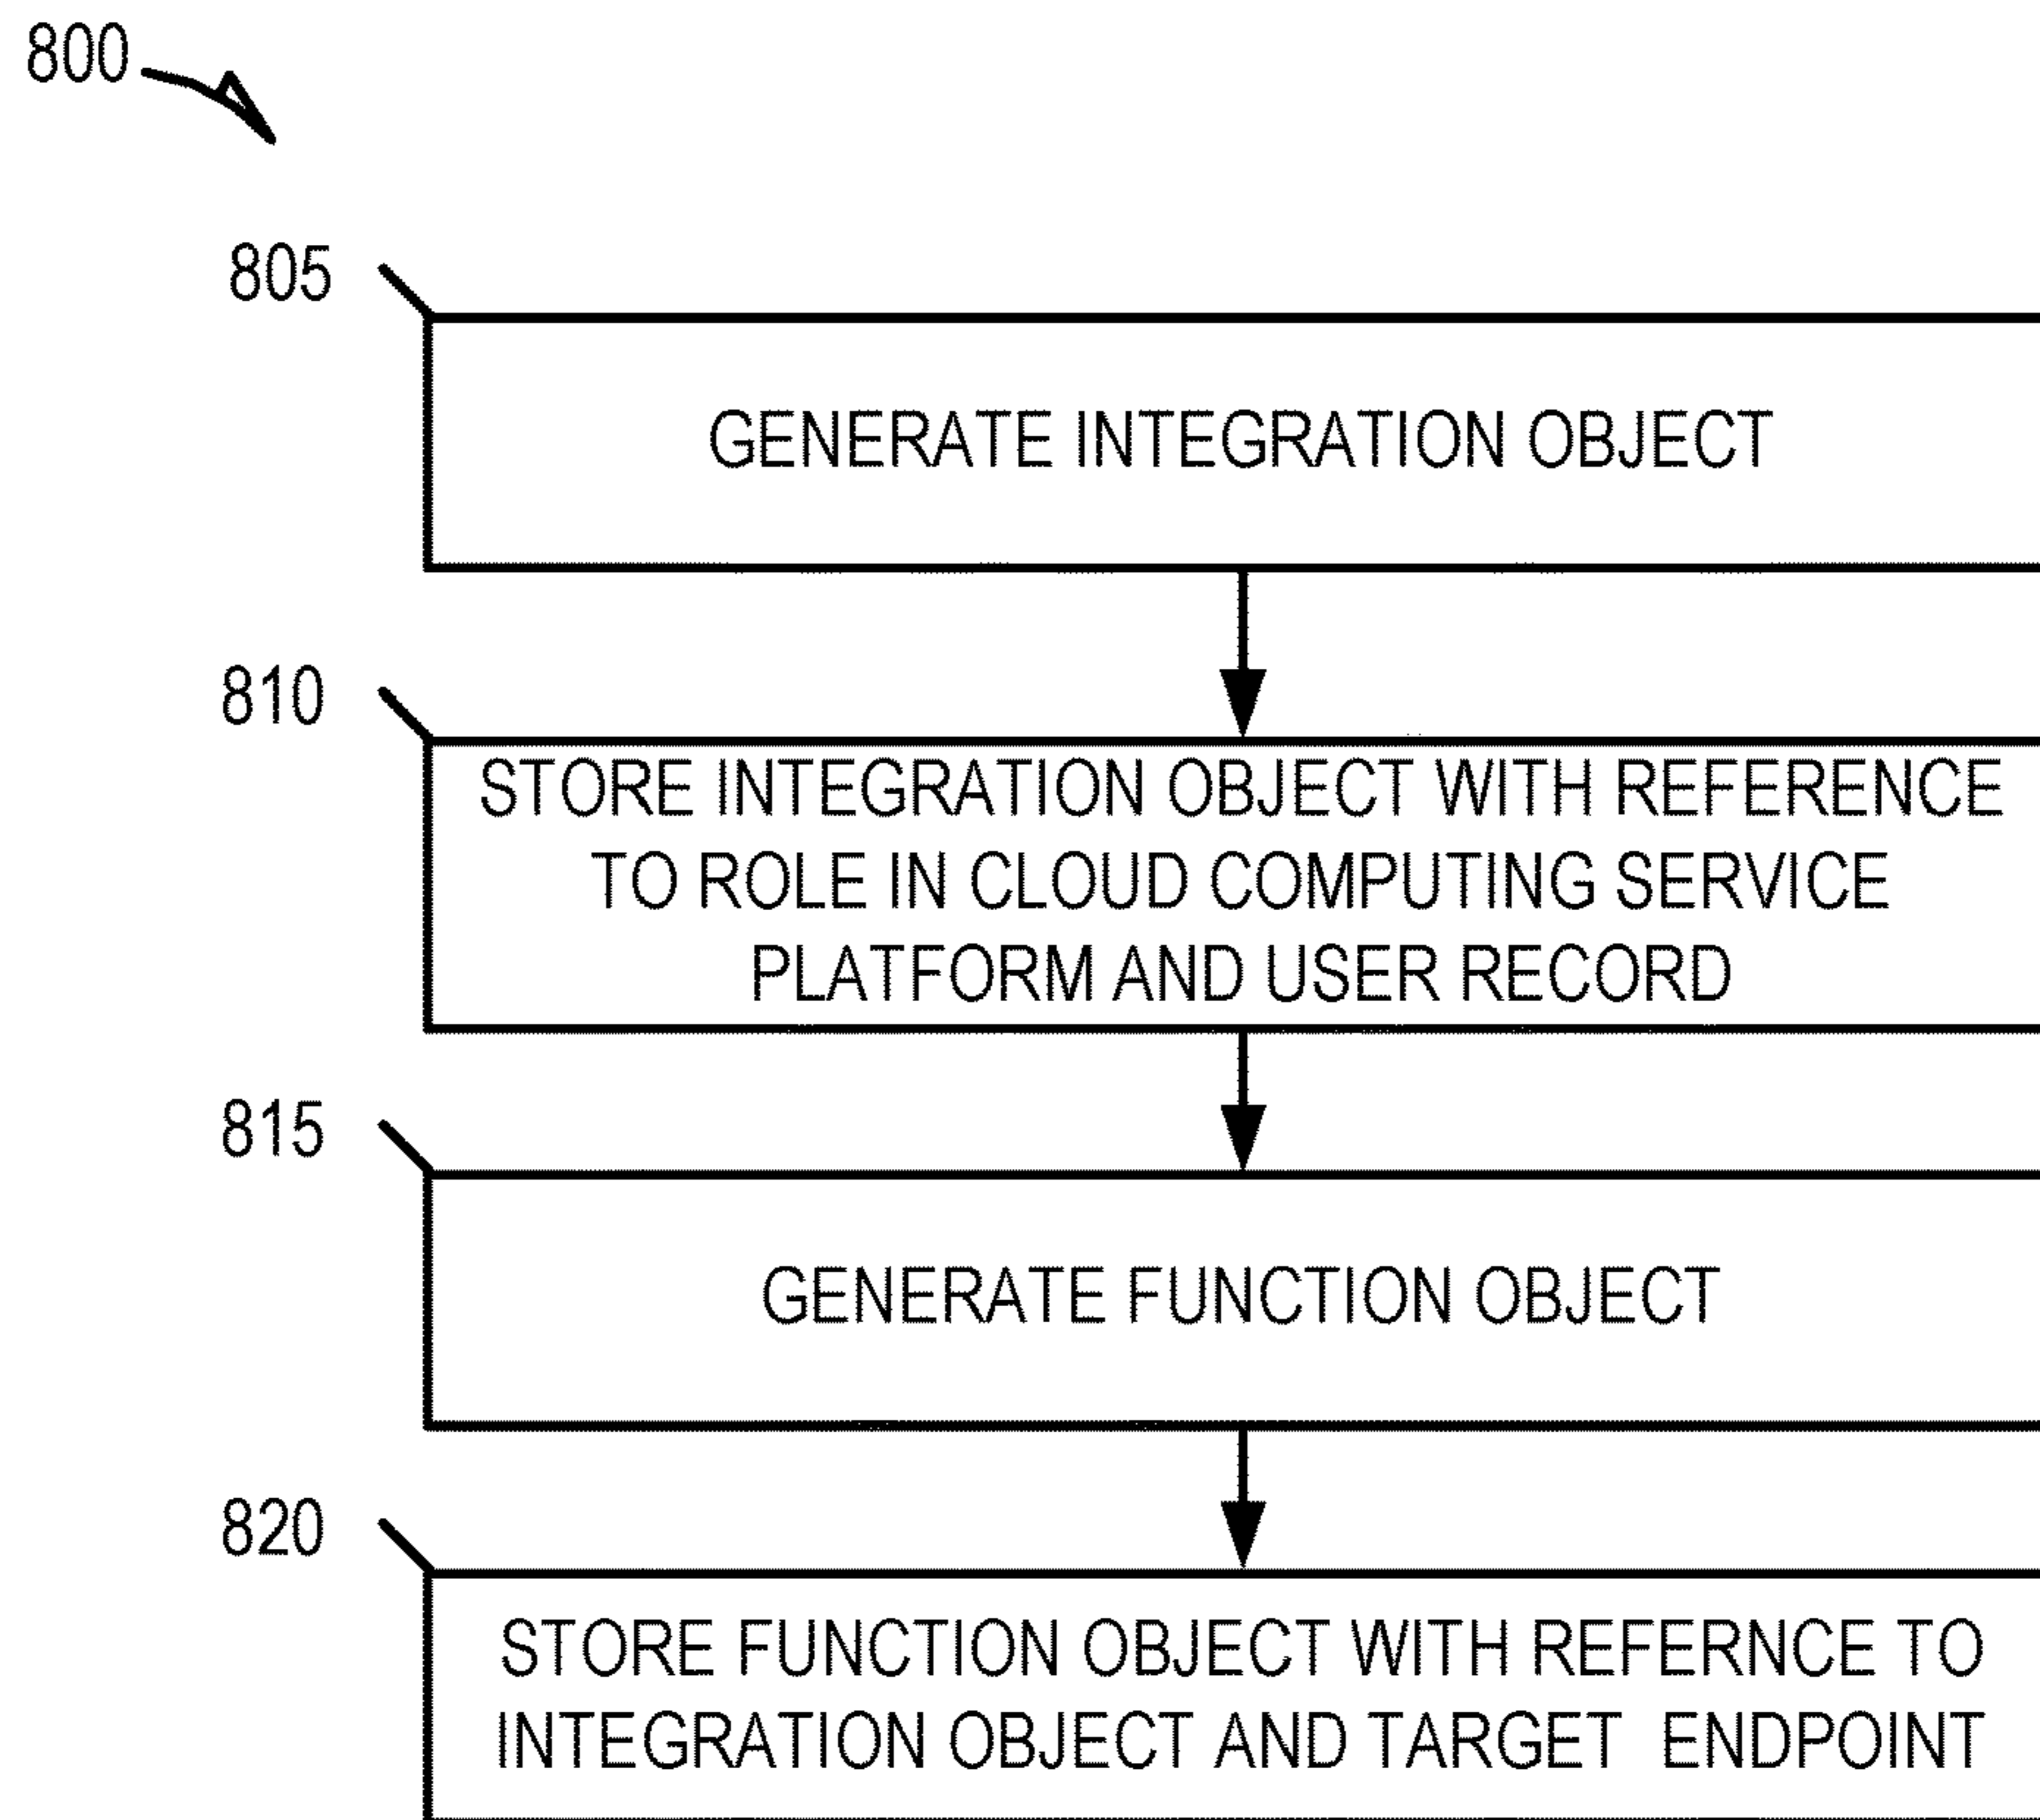 800
805
GENERATE INTEGRATION OBJECT
810
STORE INTEGRATION OBJECT WITH REFERENCE
TO ROLE IN CLOUD COMPUTING SERVICE
PLATFORM AND USER RECORD
815
GENERATE FUNCTION OBJECT
820
STORE FUNCTION OBJECT WITH REFERNCE TO
INTEGRATION OBJECT AND TARGET ENDPOINT